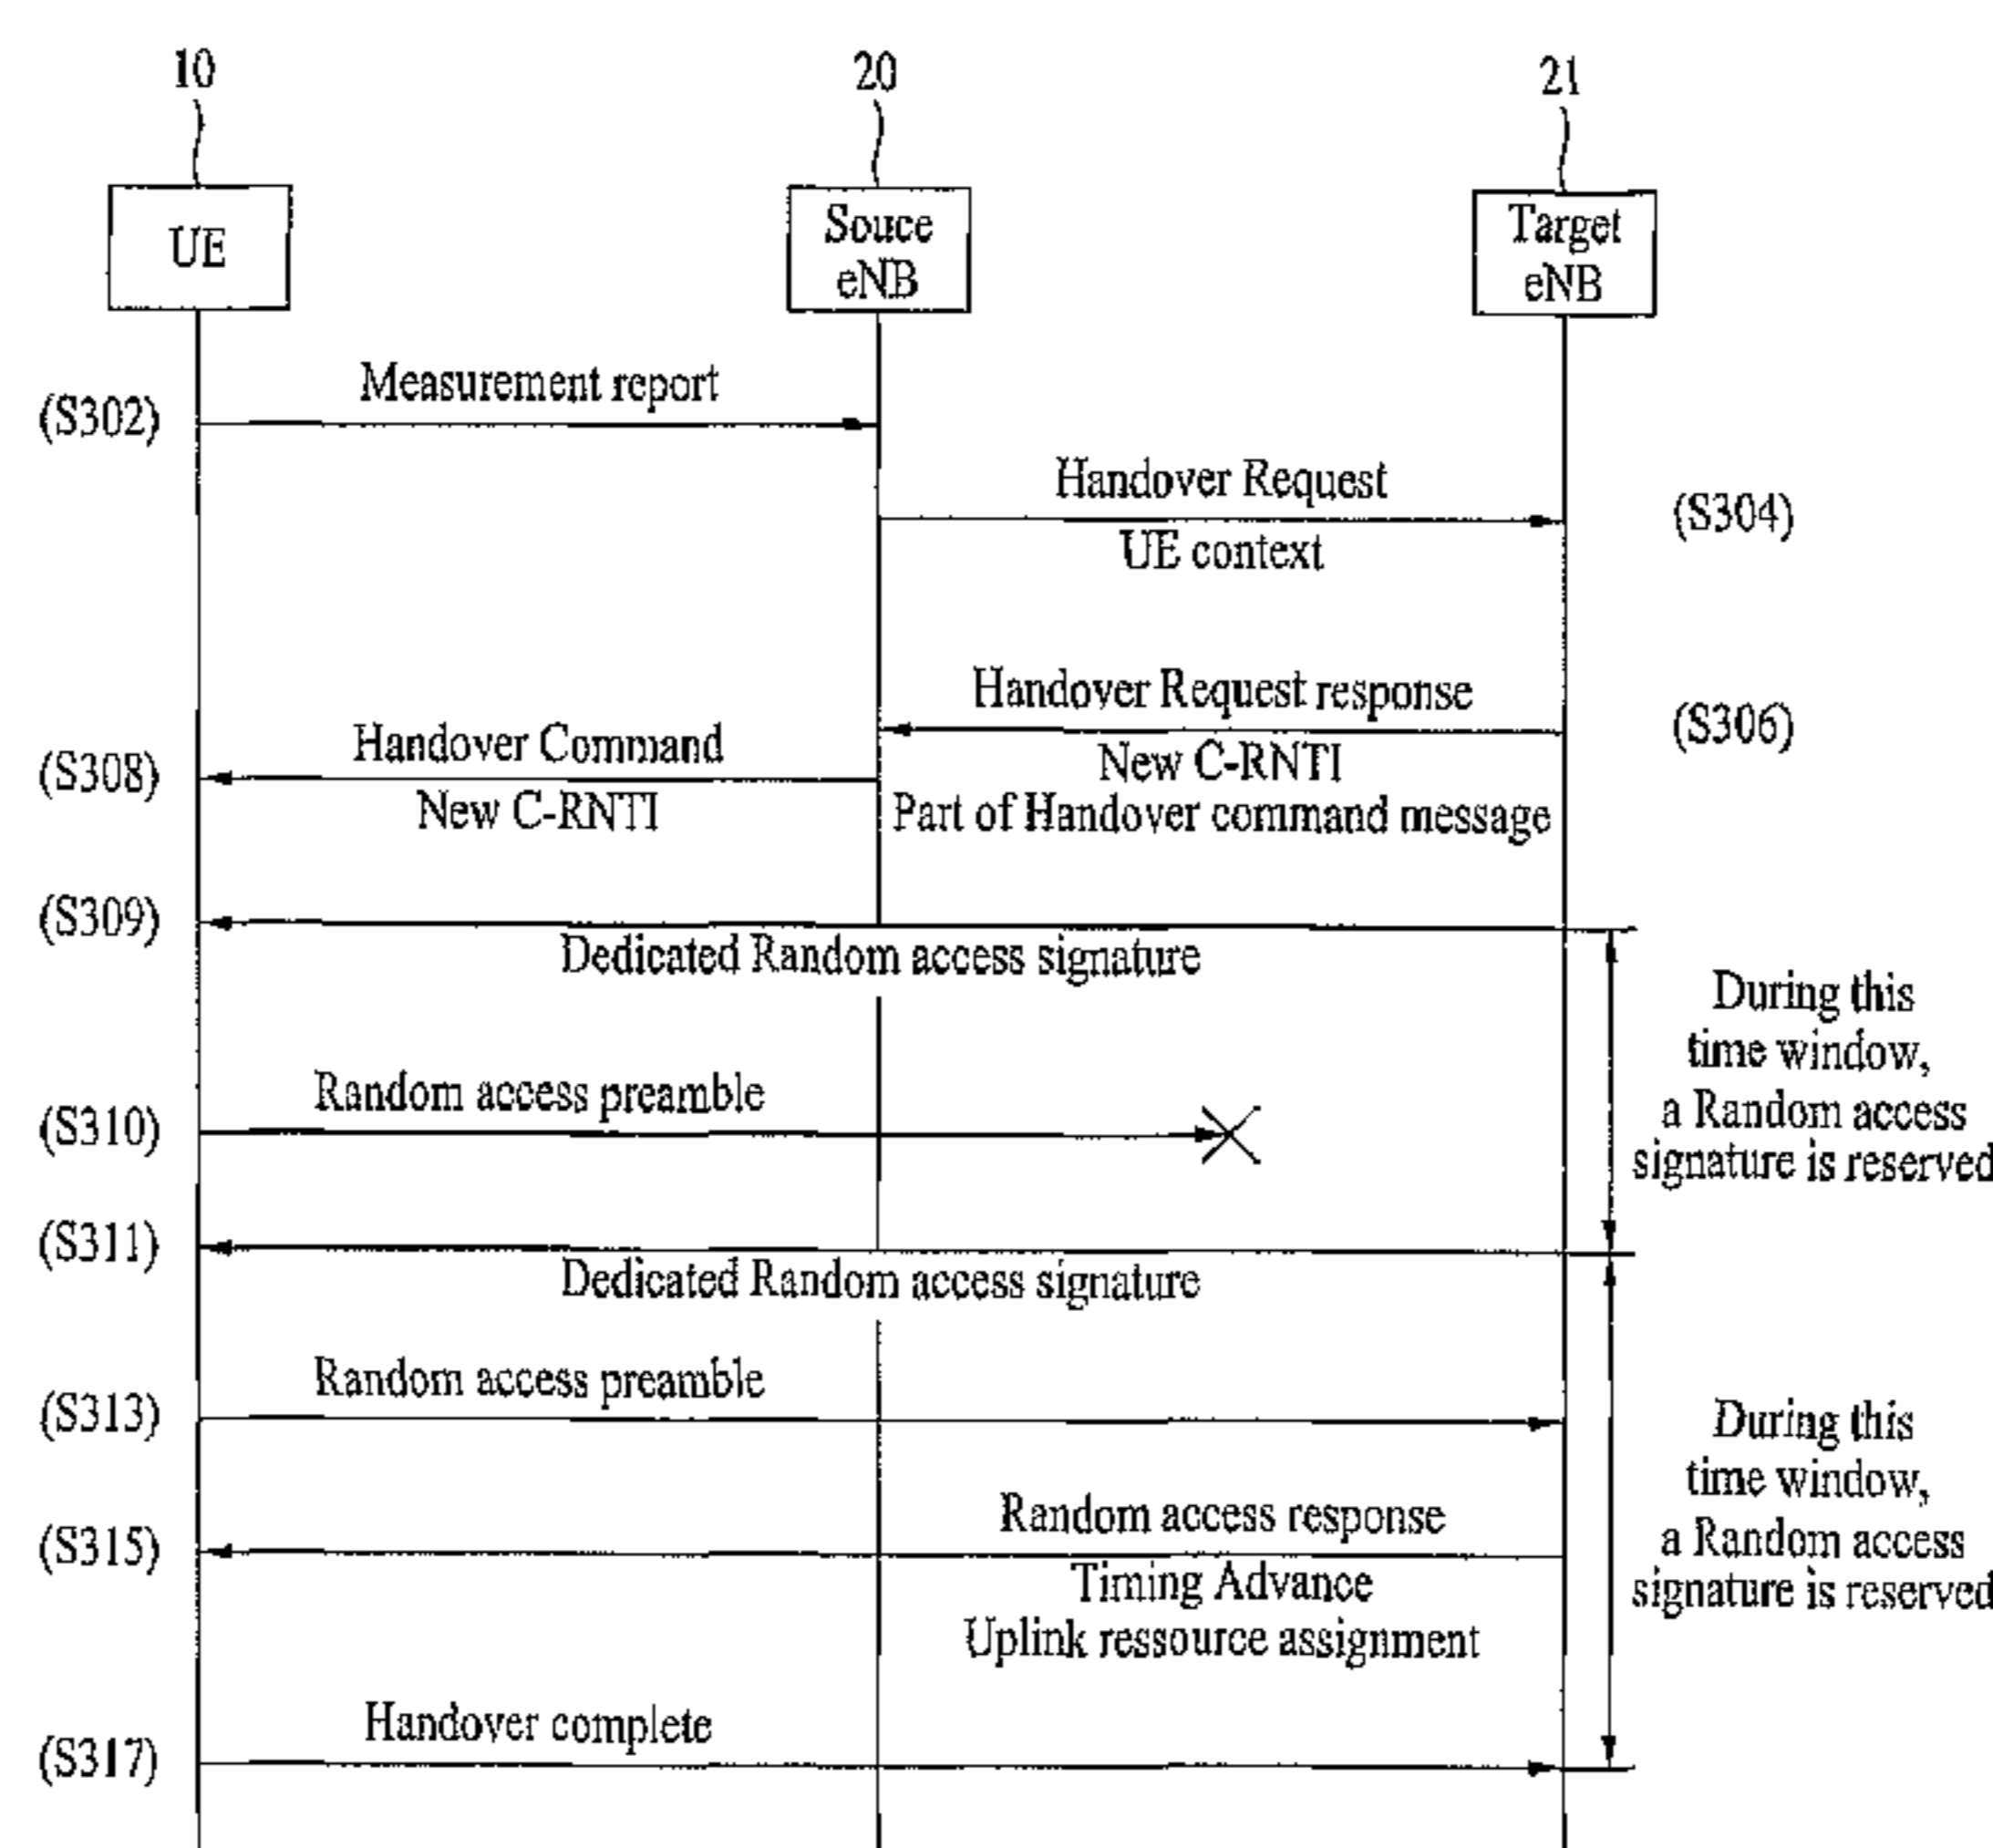 10
20
21
UE
Souce
eNB
Target
eNB
(S302)
Measurement report
Handover Request
(S304)
UE context
Handover Request response
(S306)
Handover Command
(S308)
New C-RNTI
New C-RNTI
Part of Handover command message
(S309)
Dedicated Random access signature
During this
time window,
a Random access
signature is reserved
Random access preamble
(S310)
(S311)
Dedicated Random access signature
Random access preamble
(S313)
During this
time window,
a Random access
signature is reserved
Random access response
(S315)
Timing Advance
Uplink ressource assignment
Handover complete
(S317)